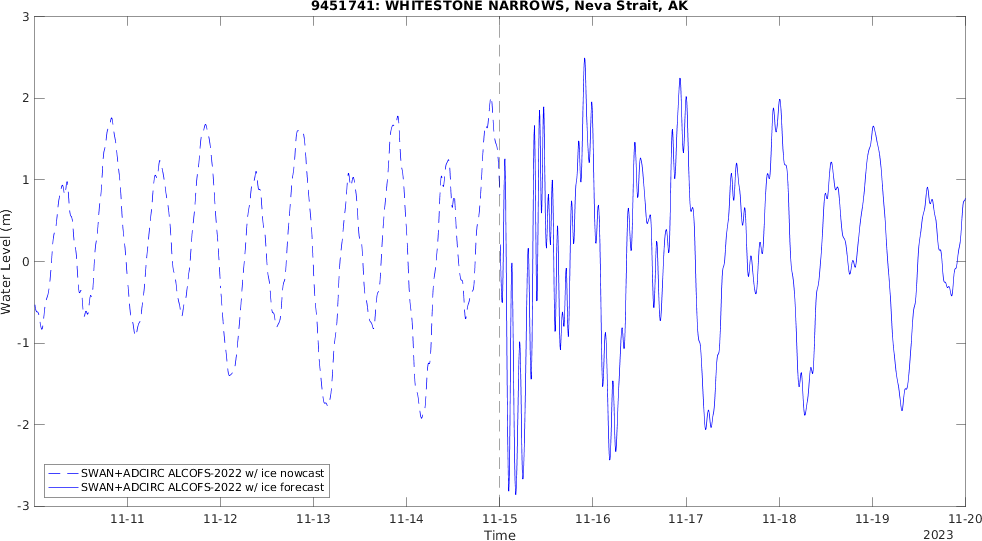 9451741: WHITESTONE NARROWS, Neva Strait, AK
3
2
1
0
-1
-2
-3
Water Level (m)
SWAN+ADCIRC ALCOFS-2022 w/ ice nowcast
SWAN+ADCIRC ALCOFS-2022 w/ ice forecast
11-11 11-12 11-13 11-14 11-15 11-16 11-17 11-18 11-19 11-20
Time
2023